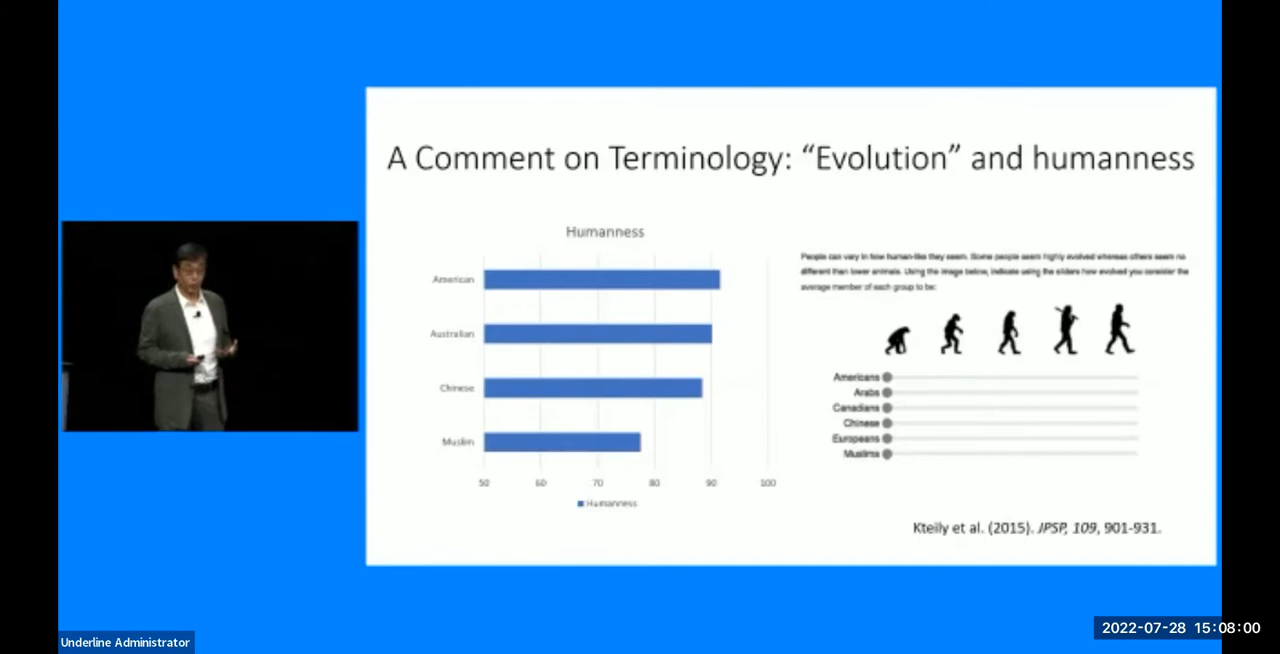 A Comment on Terminology: “Evolution” and humanness
Humanness
American
Australian
Chinese
Muslim
50 60 70 80 90 100
Humanness
People can vary in how human-like they seem. Some people seem highly evolved whereas others seem no
different than lower animals. Using the image below, indicate using the sliders how evolved you consider the
average member of each group to be:
Americans
Arabs
Canadians
Chinese
Europeans
Muslims
Kteily et al. (2015). JPSP, 109, 901-931.
Underline Administrator
2022-07-28 15:08:00